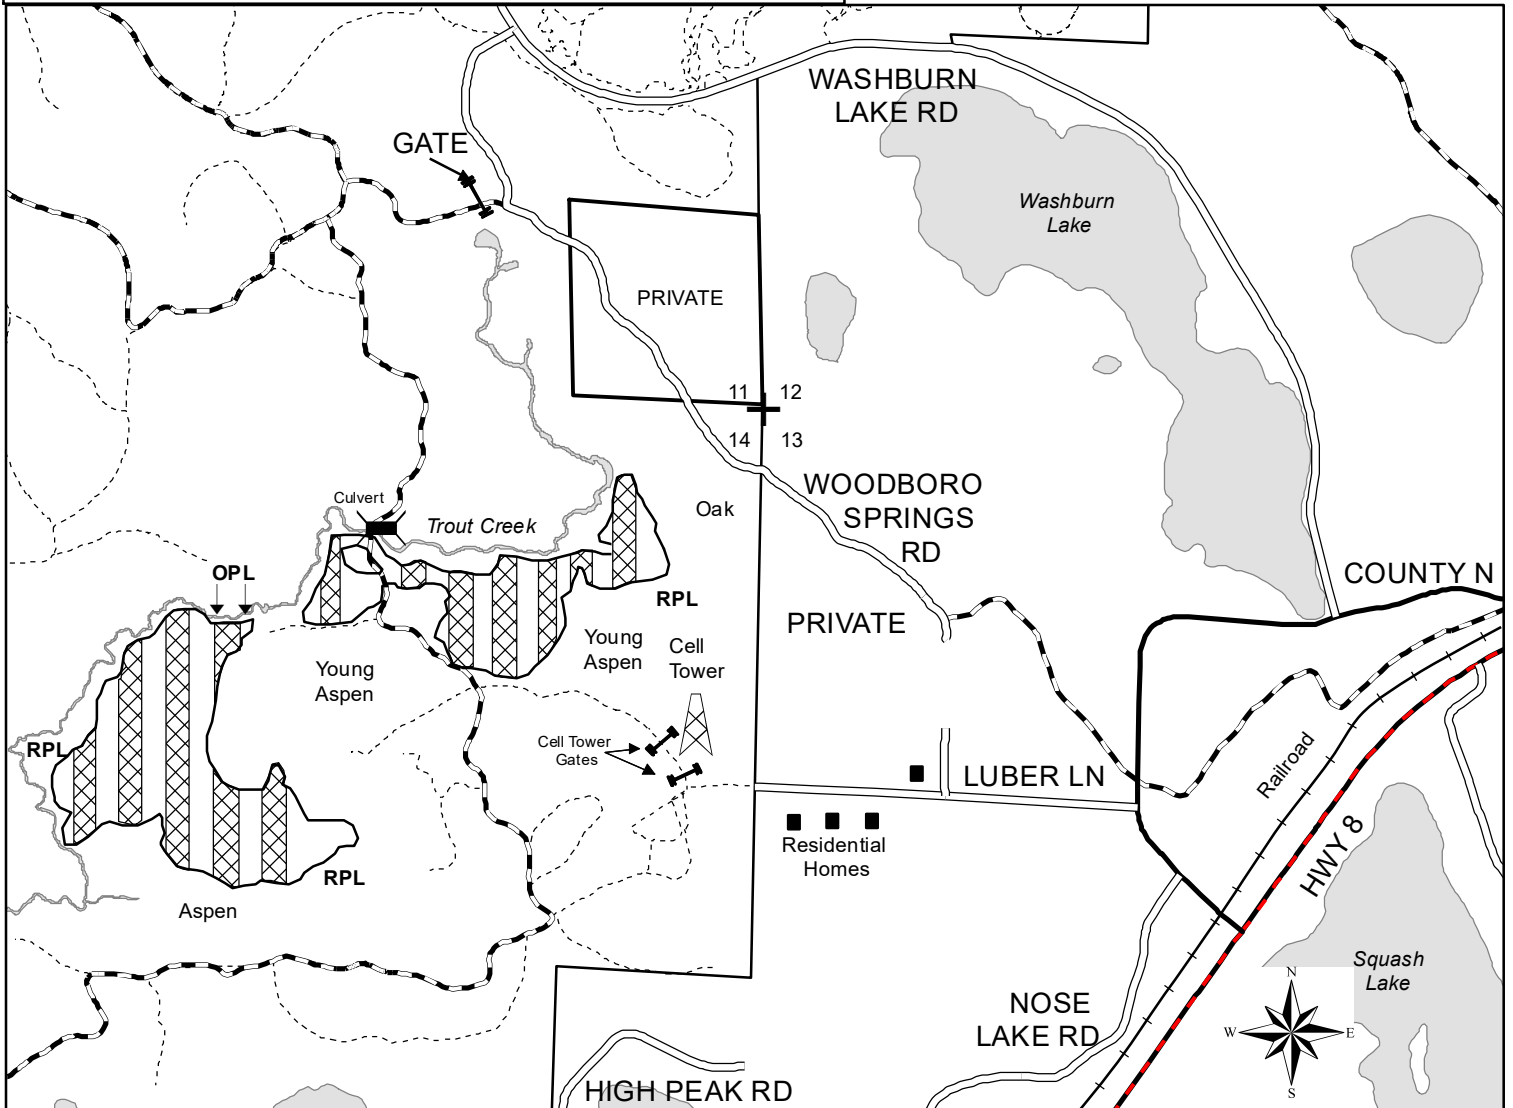 WASHBURN
LAKE RD
GATE
Washburn
Lake
PRIVATE
11
12
14
13
WOODBORO
SPRINGS
RD
Culvert
Trout Creek
Oak
OPL
COUNTY N
RPL
PRIVATE
Young
Aspen
Cell
Tower
Young
Aspen
RPL
Cell Tower
Gates
LUBER LN
Railroad
HWY 8
Residential
Homes
RPL
Aspen
Squash
Lake
N
W
E
S
NOSE
LAKE RD
HIGH PEAK RD